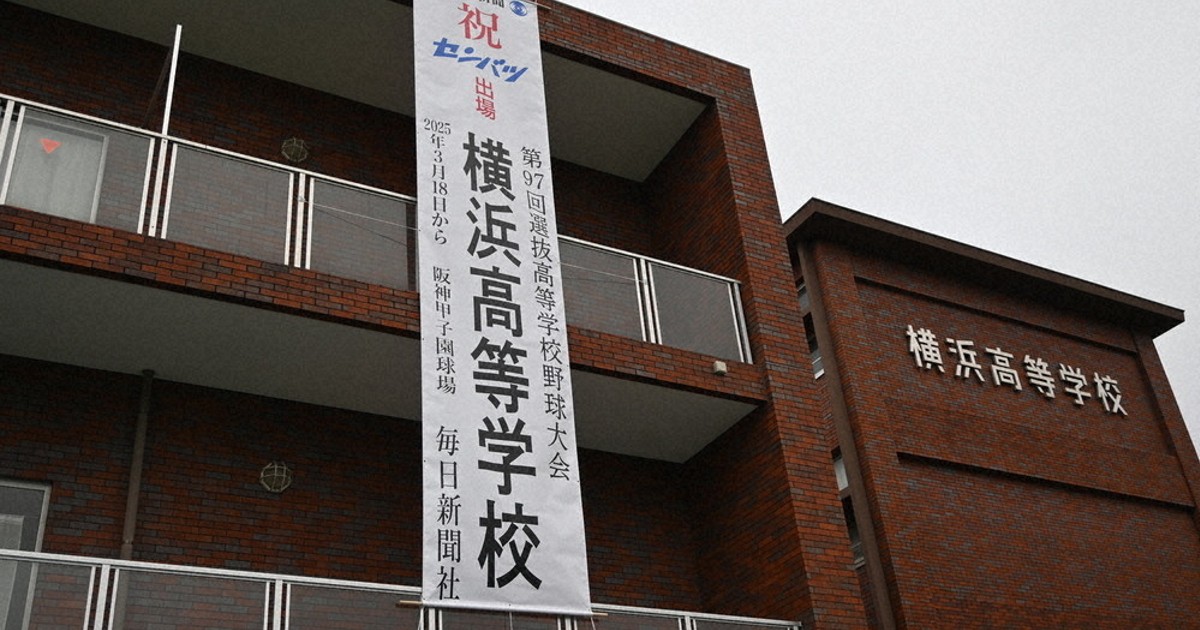 新聞
祝
センバツ
出場
第97回選抜高等学校野球大会
横浜高等学校
2025年3月18日から 阪神甲子園球場
毎日新聞社
横浜高等学校